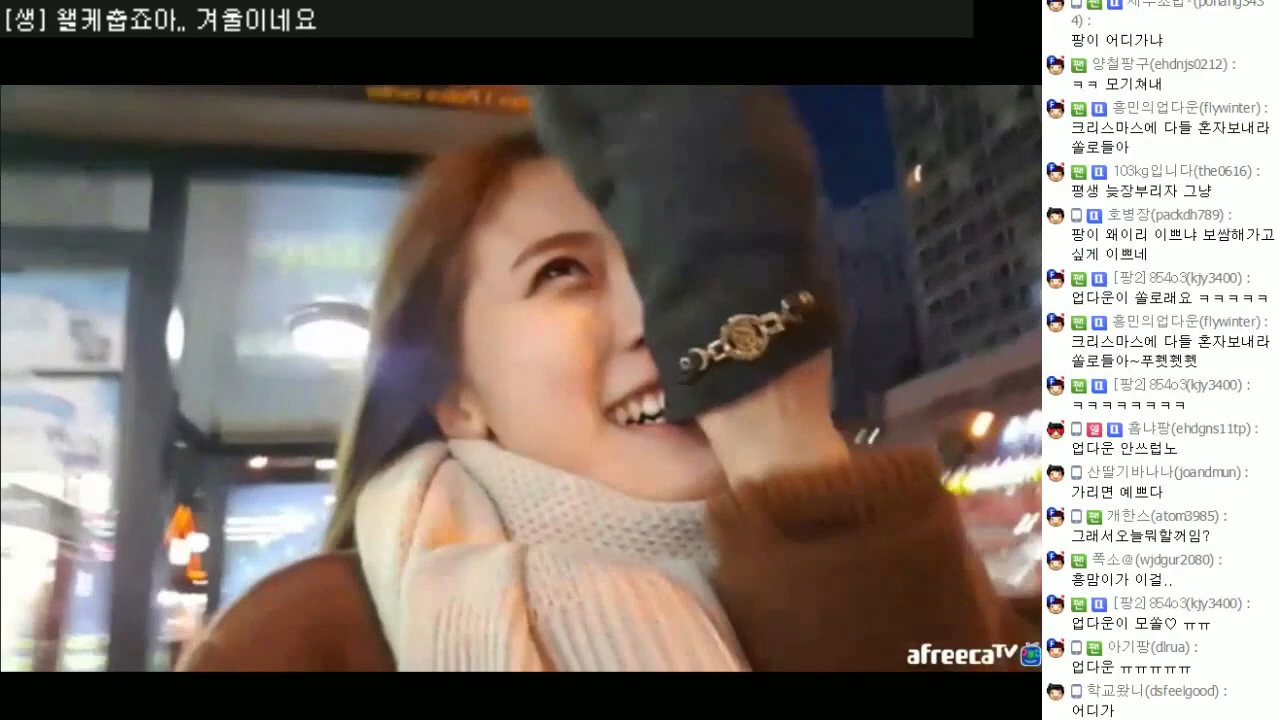 [생] 왤케춥죠아,, 겨울이네요
4) :
팡이 어디가냐
양철팡구(ehdnjs0212) :
ㅋㅋ 모기쳐내
흥민의업다운(flywinter) :
크리스마스에 다들 혼자보내라
쏠로들아
103kg입니다(the0616) :
평생 늦장부리자 그냥
호병장(packdh789) :
팡이 왜이리 이쁘냐 보쌈해가고
싶게 이쁘네
[팡2]854o3(kjy3400) :
업다운이 쏠로래요 ㅋㅋㅋㅋㅋ
흥민의업다운(flywinter) :
크리스마스에 다들 혼자보내라
쏠로들아~푸헷헷헷
[팡2]854o3(kjy3400) :
ㅋㅋㅋㅋㅋㅋㅋㅋ
흠냐팡(ehdgns11tp) :
업다운 안쓰럽노
산딸기바나나(joandmun) :
가리면 예쁘다
개한스(atom3985) :
그래서오늘뭐할꺼임?
쪽소@(wjdgur2080) :
흥맘이가 이걸..
[팡2]854o3(kjy3400) :
업다운이 모쏠♡ ㅠㅠ
아기팡(dlrua) :
업다운 ㅠㅠㅠㅠㅠ
학교왔니(dsfeelgood) :
어디가
afreecaTV